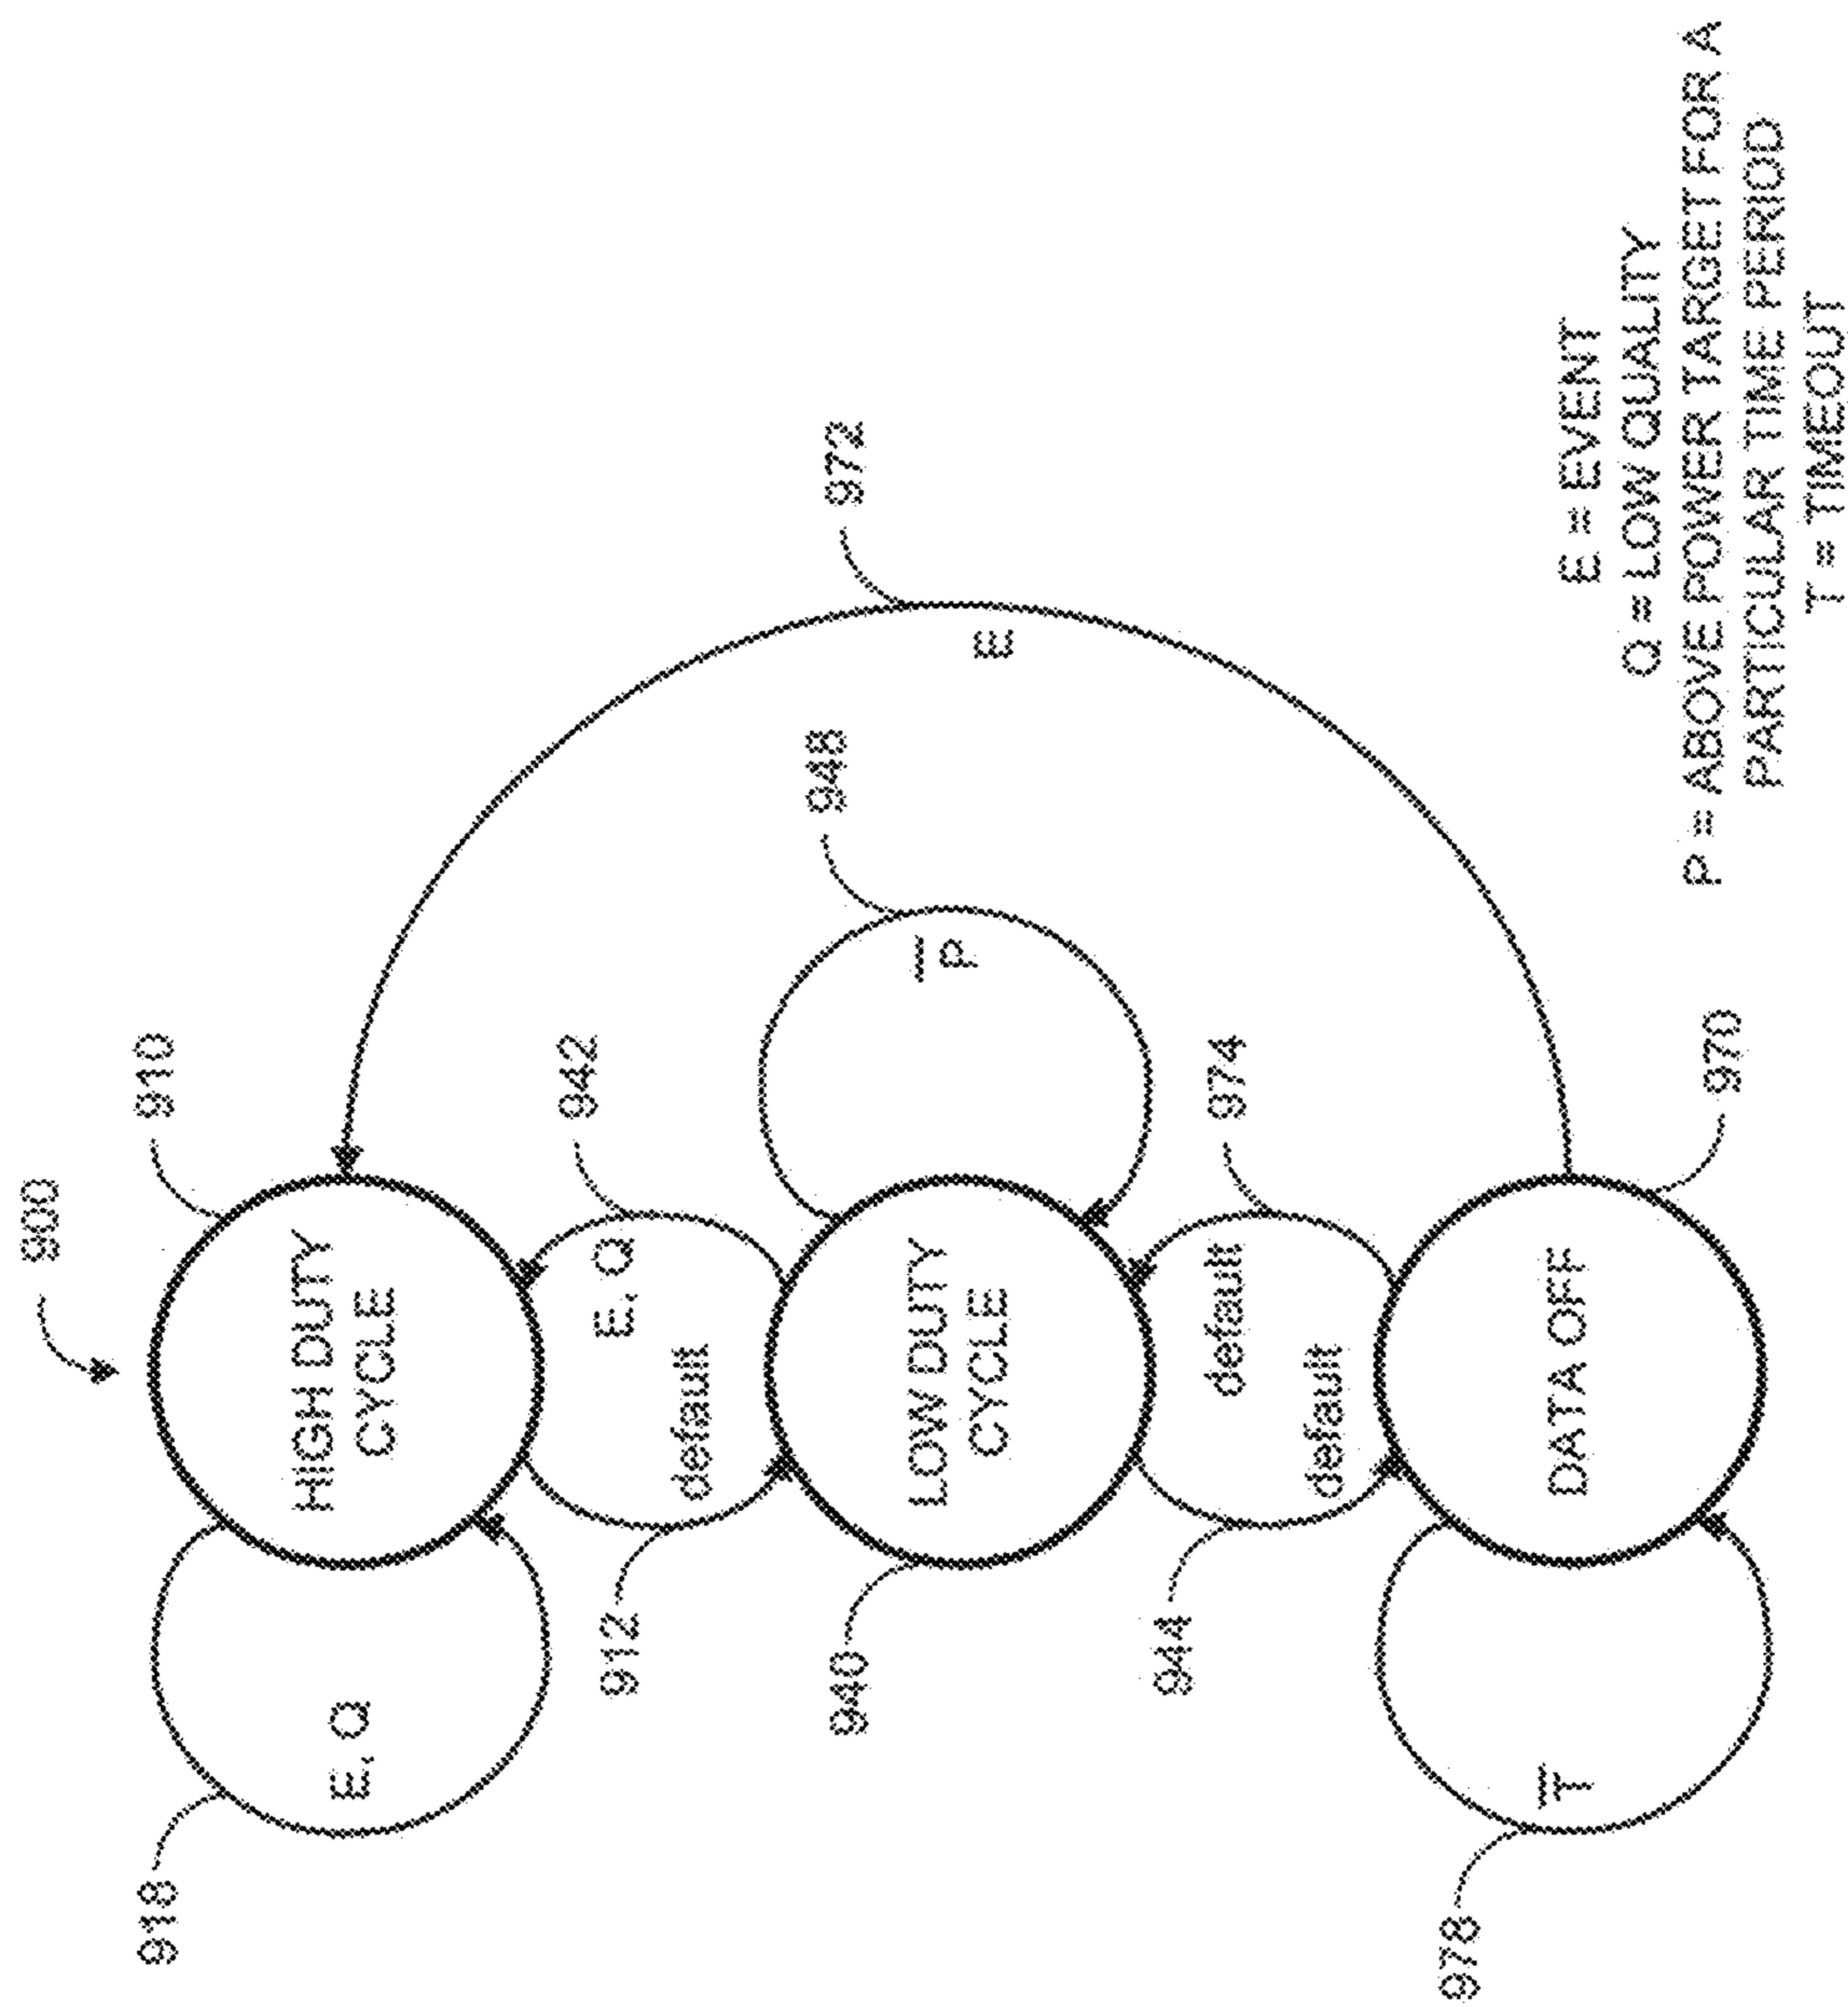 900
910
918
E, Q
HIGH DUTY
CYCLE
942
E, Q
default
912
972
E
948
P̅
940
LOW DUTY
CYCLE
974
default
default
944
970
DATA OFF
978
T̅
E = EVENT
Q = LOW QUALITY
P = ABOVE POWER TARGET FOR A
PARTICULAR TIME PERIOD
T = TIMEOUT